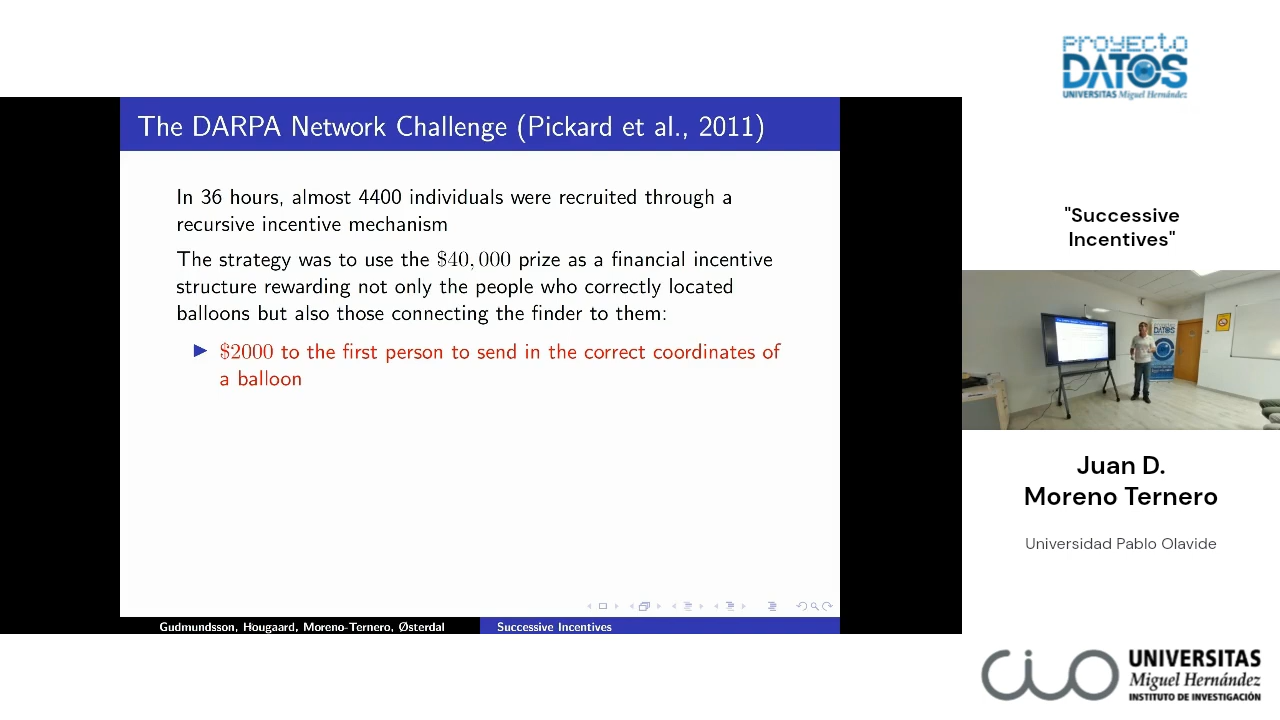 The DARPA Network Challenge (Pickard et al., 2011)
In 36 hours, almost 4400 individuals were recruited through a
recursive incentive mechanism
The strategy was to use the $40,000 prize as a financial incentive
structure rewarding not only the people who correctly located
balloons but also those connecting the finder to them:
$2000 to the first person to send in the correct coordinates of
a balloon
Gudmundsson, Hougaard, Moreno-Ternero, Østerdal
Successive Incentives
PROYECTO
DATOS
UNIVERSITAS Miguel Hernández
"Successive
Incentives"
DATOS
Juan D.
Moreno Ternero
Universidad Pablo Olavide
cio
UNIVERSITAS
Miguel Hernández
INSTITUTO DE INVESTIGACIÓN